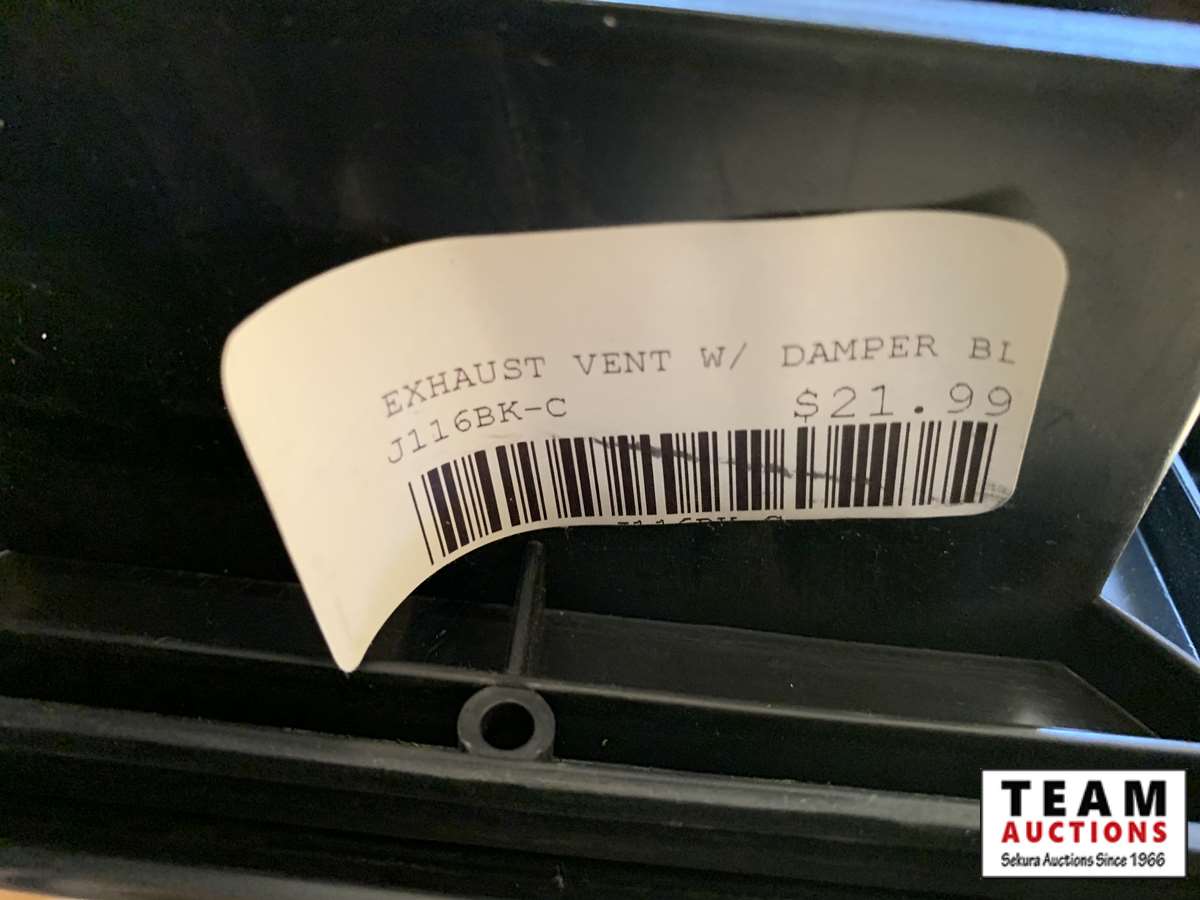 EXHAUST VENT W/ DAMPER BL
J116BK-C $21.99
TEAM
AUCTIONS
Sekura Auctions Since 1966